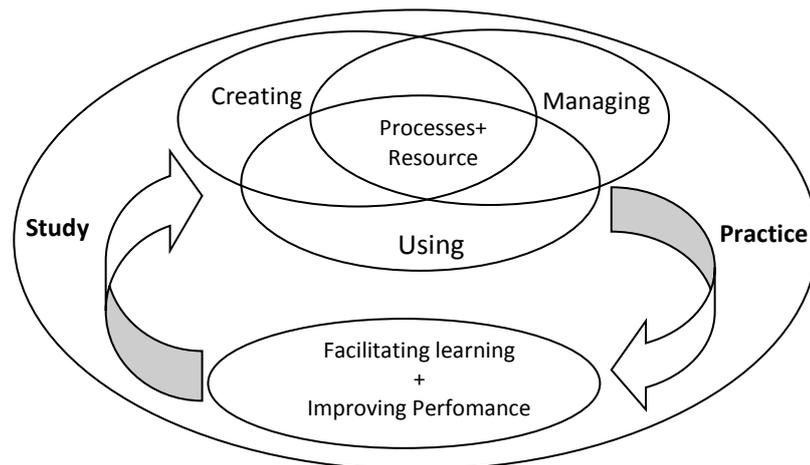 Creating
Managing
Processes+
Resource
Study
Practice
Using
Facilitating learning
+
Improving Perfomance